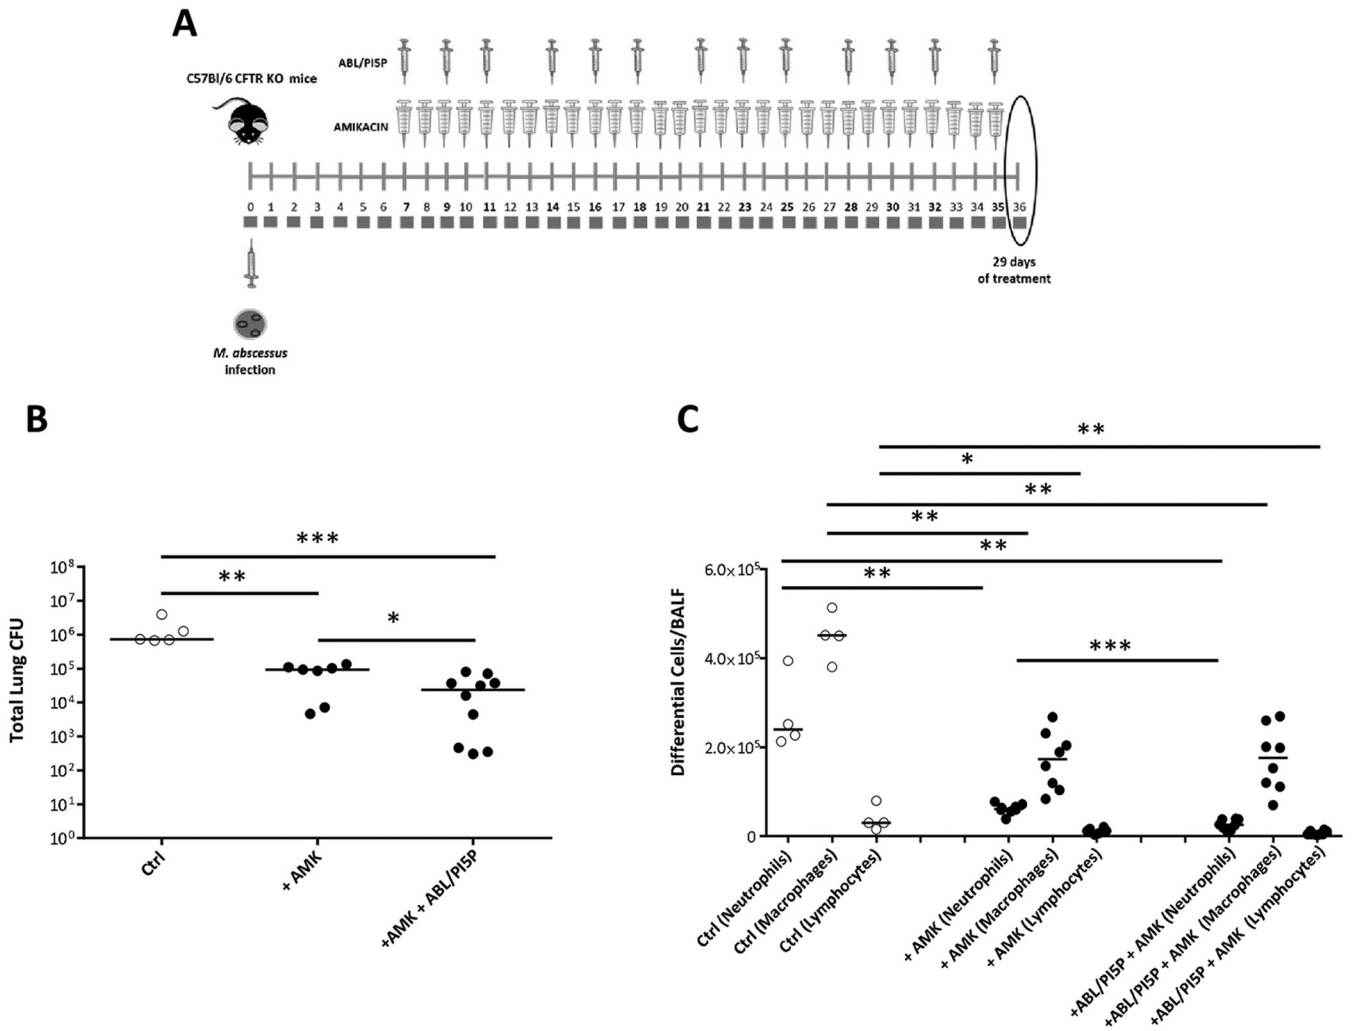 A
ABL/PI5P
C57Bl/6 CFTR KO mice
AMIKACIN
0 1 2 3 4 5 6 7 8 9 10 11 12 13 14 15 16 17 18 19 20 21 22 23 24 25 26 27 28 29 30 31 32 33 34 35 36
29 days
of treatment
M. abscessus
infection
B
***
**
*
Total Lung CFU
10⁸
10⁷
10⁶
10⁵
10⁴
10³
10²
10¹
10⁰
Ctrl
+ AMK
+AMK + ABL/PI5P
C
**
*
**
**
**
**
***
Differential Cells/BALF
6.0×10⁵
4.0×10⁵
2.0×10⁵
0
Ctrl (Neutrophils)
Ctrl (Macrophages)
Ctrl (Lymphocytes)
+ AMK (Neutrophils)
+ AMK (Macrophages)
+ AMK (Lymphocytes)
+ABL/PI5P + AMK (Neutrophils)
+ABL/PI5P + AMK (Macrophages)
+ABL/PI5P + AMK (Lymphocytes)